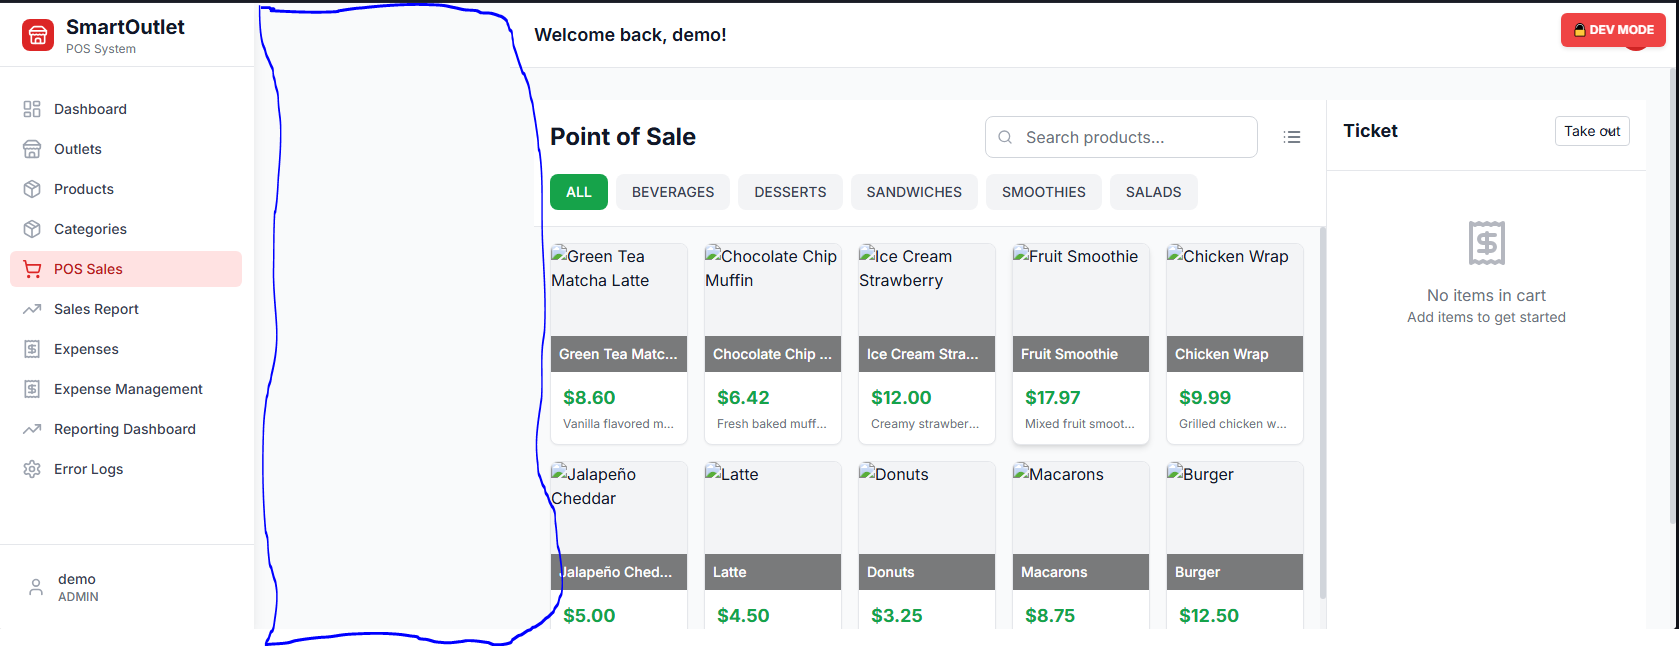 SmartOutlet
POS System
Dashboard
Outlets
Products
Categories
POS Sales
Sales Report
Expenses
Expense Management
Reporting Dashboard
Error Logs
demo
ADMIN
Welcome back, demo!
DEV MODE
Point of Sale
Search products...
ALL
BEVERAGES
DESSERTS
SANDWICHES
SMOOTHIES
SALADS
Green Tea
Matcha Latte
Green Tea Matc...
$8.60
Vanilla flavored m...
Chocolate Chip
Muffin
Chocolate Chip ...
$6.42
Fresh baked muff...
Ice Cream
Strawberry
Ice Cream Stra...
$12.00
Creamy strawber...
Fruit Smoothie
Fruit Smoothie
$17.97
Mixed fruit smoot...
Chicken Wrap
Chicken Wrap
$9.99
Grilled chicken w...
Jalapeño
Cheddar
Jalapeño Ched...
$5.00
Latte
Latte
$4.50
Donuts
Donuts
$3.25
Macarons
Macarons
$8.75
Burger
Burger
$12.50
Ticket
Take out
No items in cart
Add items to get started